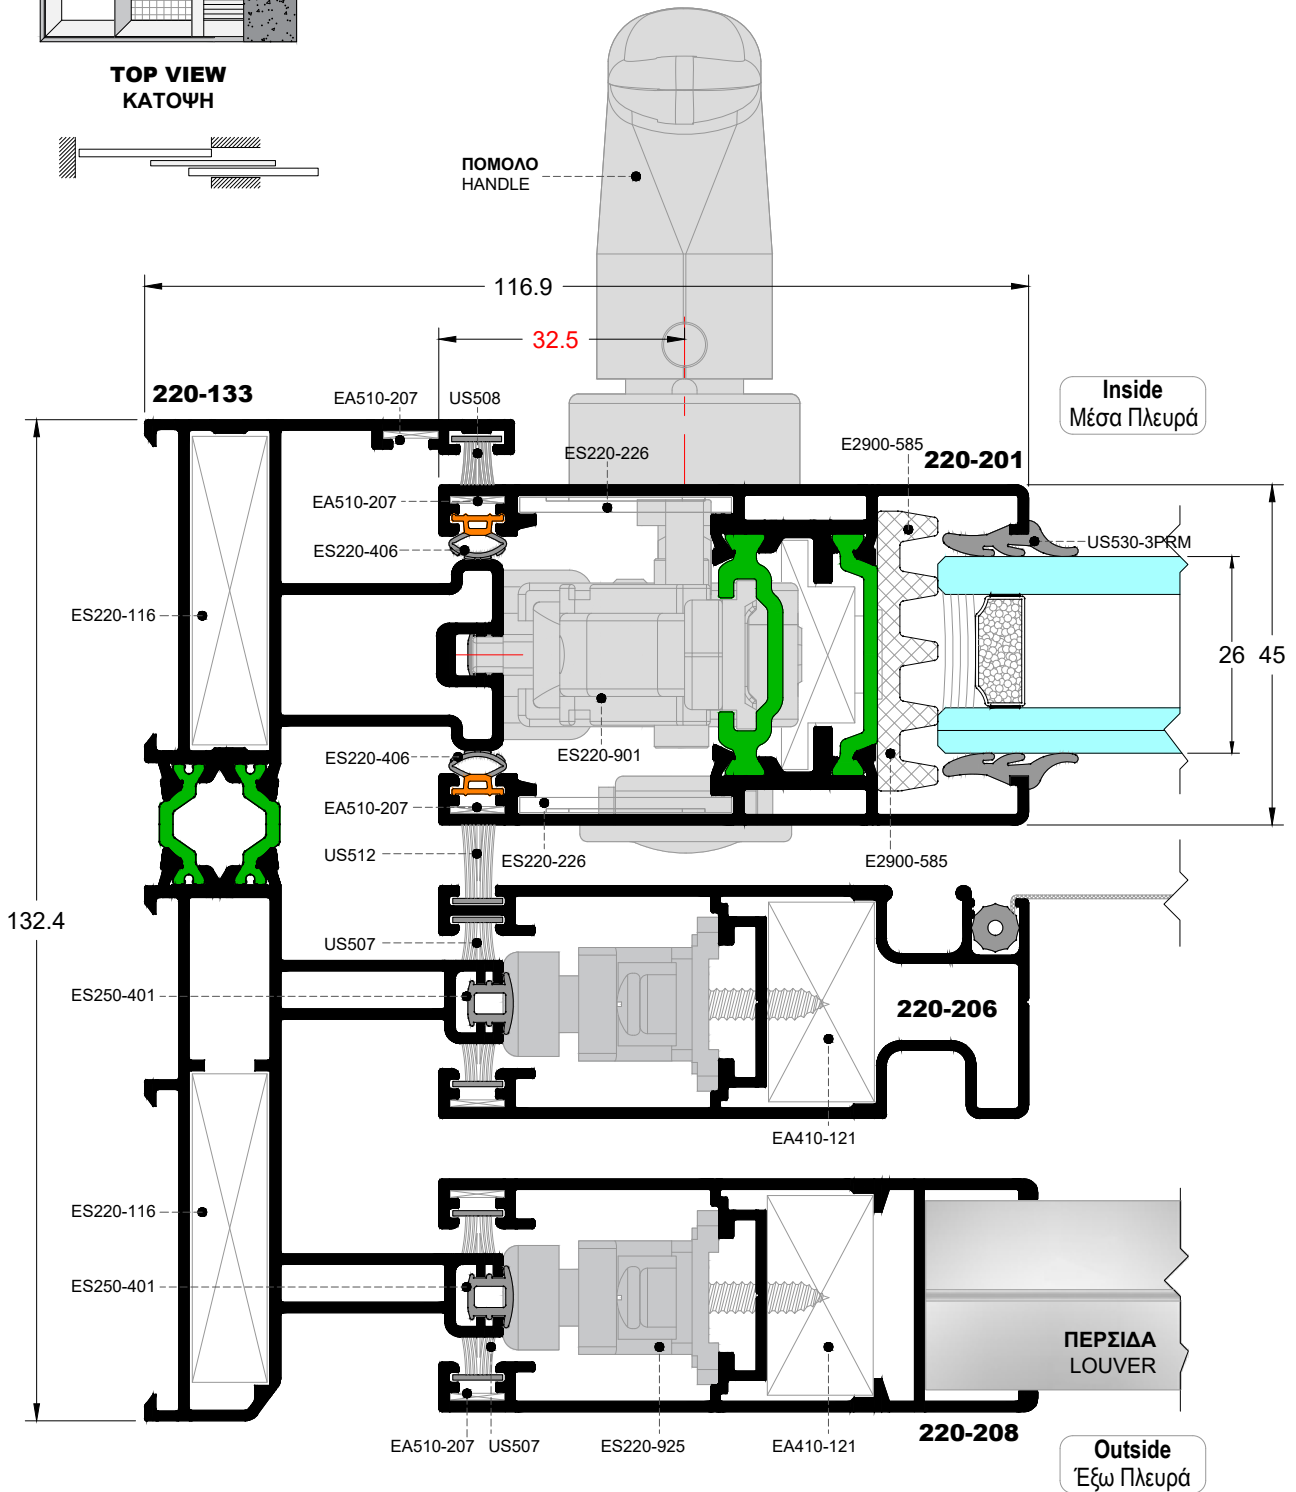 TOP VIEW
ΚΑΤΟΨΗ
ΠΟΜΟΛΟ
HANDLE
116.9
32.5
220-133
EA510-207
US508
Inside
Μέσα Πλευρά
E2900-585
220-201
ES220-226
EA510-207
ES220-406
US530-3PRM
ES220-116
26
45
ES220-406
ES220-901
EA510-207
US512
ES220-226
E2900-585
132.4
US507
ES250-401
220-206
EA410-121
ES220-116
ES250-401
ΠΕΡΣΙΔΑ
LOUVER
220-208
EA510-207
US507
ES220-925
EA410-121
Outside
Έξω Πλευρά